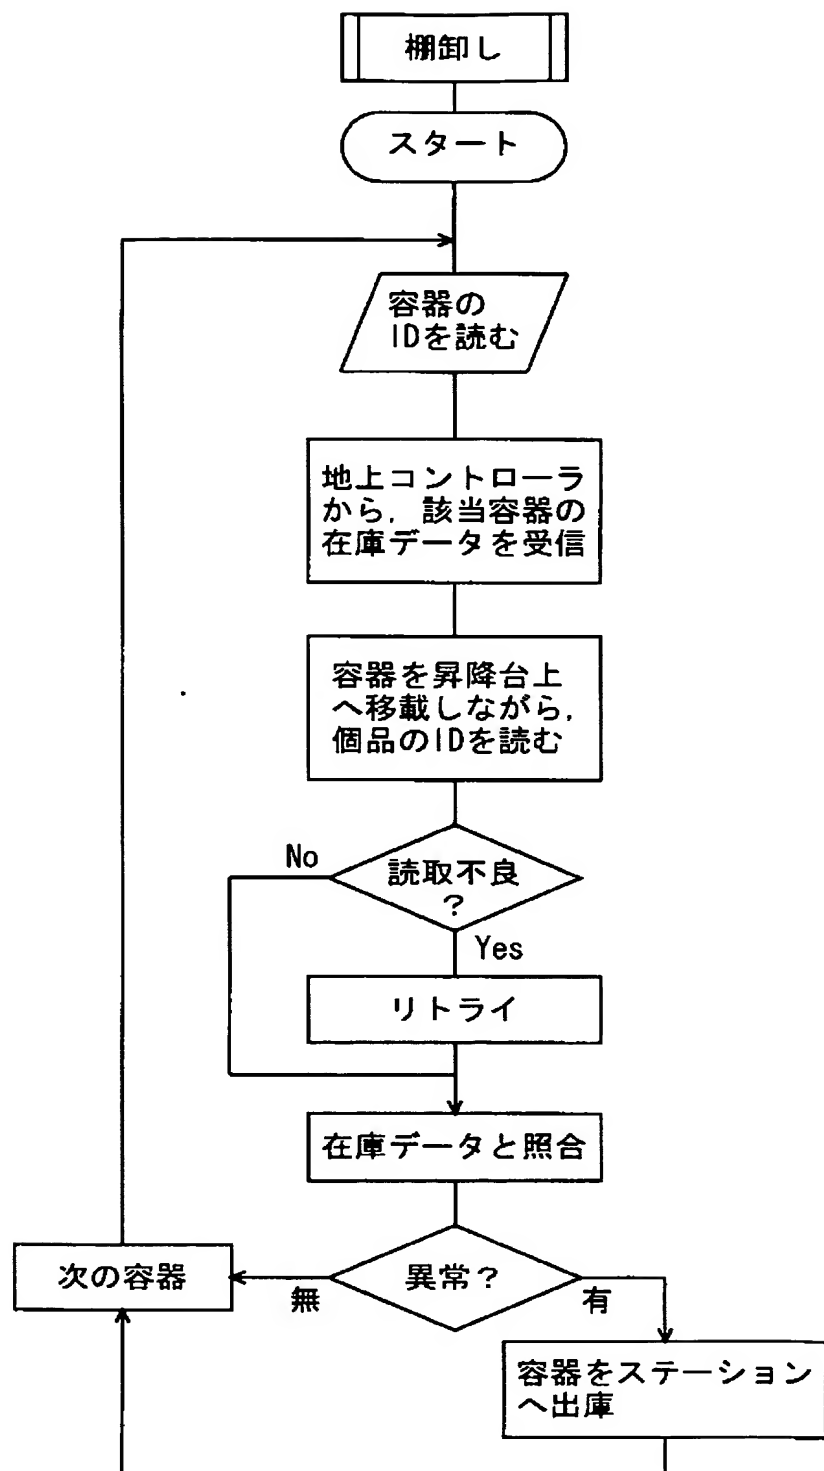 棚卸し
スタート
容器の
IDを読む
地上コントローラ
から，該当容器の
在庫データを受信
容器を昇降台上
へ移載しながら，
個品のIDを読む
No
読取不良
？
Yes
リトライ
在庫データと照合
次の容器
無
異常？
有
容器をステーション
へ出庫